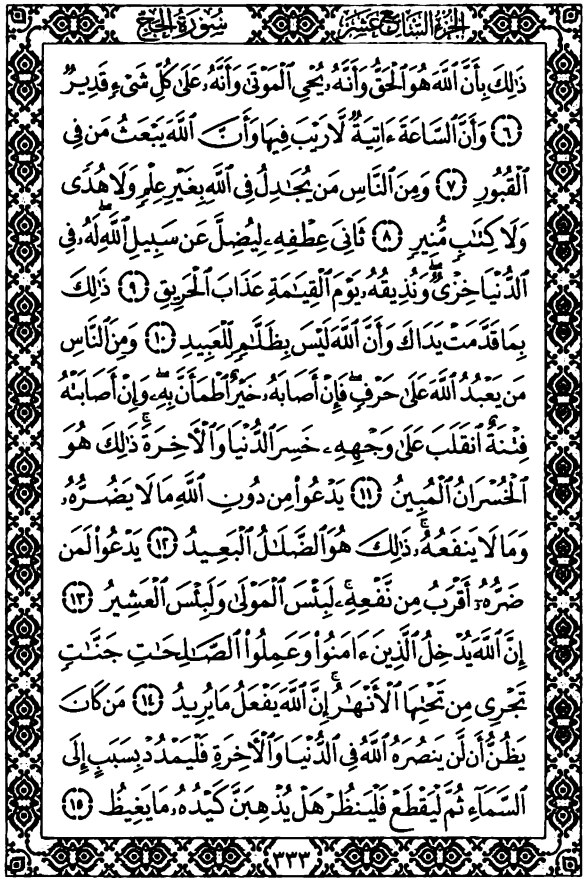 الجزء السابع عشر
سورة الحج
ذَٰلِكَ بِأَنَّ ٱللَّهَ هُوَ ٱلْحَقُّ وَأَنَّهُۥ يُحْىِ ٱلْمَوْتَىٰ وَأَنَّهُۥ عَلَىٰ كُلِّ شَىْءٍ قَدِيرٌ
﴿٦﴾ وَأَنَّ ٱلسَّاعَةَ ءَاتِيَةٌ لَّا رَيْبَ فِيهَا وَأَنَّ ٱللَّهَ يَبْعَثُ مَن فِى
ٱلْقُبُورِ ﴿٧﴾ وَمِنَ ٱلنَّاسِ مَن يُجَٰدِلُ فِى ٱللَّهِ بِغَيْرِ عِلْمٍ وَلَا هُدًى
وَلَا كِتَٰبٍ مُّنِيرٍ ﴿٨﴾ ثَانِىَ عِطْفِهِۦ لِيُضِلَّ عَن سَبِيلِ ٱللَّهِ ۖ لَهُۥ فِى
ٱلدُّنْيَا خِزْىٌ ۖ وَنُذِيقُهُۥ يَوْمَ ٱلْقِيَٰمَةِ عَذَابَ ٱلْحَرِيقِ ﴿٩﴾ ذَٰلِكَ
بِمَا قَدَّمَتْ يَدَاكَ وَأَنَّ ٱللَّهَ لَيْسَ بِظَلَّٰمٍ لِّلْعَبِيدِ ﴿١٠﴾ وَمِنَ ٱلنَّاسِ
مَن يَعْبُدُ ٱللَّهَ عَلَىٰ حَرْفٍ ۖ فَإِنْ أَصَابَهُۥ خَيْرٌ ٱطْمَأَنَّ بِهِۦ ۖ وَإِنْ أَصَابَتْهُ
فِتْنَةٌ ٱنقَلَبَ عَلَىٰ وَجْهِهِۦ خَسِرَ ٱلدُّنْيَا وَٱلْءَاخِرَةَ ۚ ذَٰلِكَ هُوَ
ٱلْخُسْرَانُ ٱلْمُبِينُ ﴿١١﴾ يَدْعُوا۟ مِن دُونِ ٱللَّهِ مَا لَا يَضُرُّهُۥ
وَمَا لَا يَنفَعُهُۥ ۚ ذَٰلِكَ هُوَ ٱلضَّلَٰلُ ٱلْبَعِيدُ ﴿١٢﴾ يَدْعُوا۟ لَمَن
ضَرُّهُۥٓ أَقْرَبُ مِن نَّفْعِهِۦ ۚ لَبِئْسَ ٱلْمَوْلَىٰ وَلَبِئْسَ ٱلْعَشِيرُ ﴿١٣﴾
إِنَّ ٱللَّهَ يُدْخِلُ ٱلَّذِينَ ءَامَنُوا۟ وَعَمِلُوا۟ ٱلصَّٰلِحَٰتِ جَنَّٰتٍ
تَجْرِى مِن تَحْتِهَا ٱلْأَنْهَٰرُ ۚ إِنَّ ٱللَّهَ يَفْعَلُ مَا يُرِيدُ ﴿١٤﴾ مَن كَانَ
يَظُنُّ أَن لَّن يَنصُرَهُ ٱللَّهُ فِى ٱلدُّنْيَا وَٱلْءَاخِرَةِ فَلْيَمْدُدْ بِسَبَبٍ إِلَى
ٱلسَّمَآءِ ثُمَّ لْيَقْطَعْ فَلْيَنظُرْ هَلْ يُذْهِبَنَّ كَيْدُهُۥ مَا يَغِيظُ ﴿١٥﴾
٣٣٣